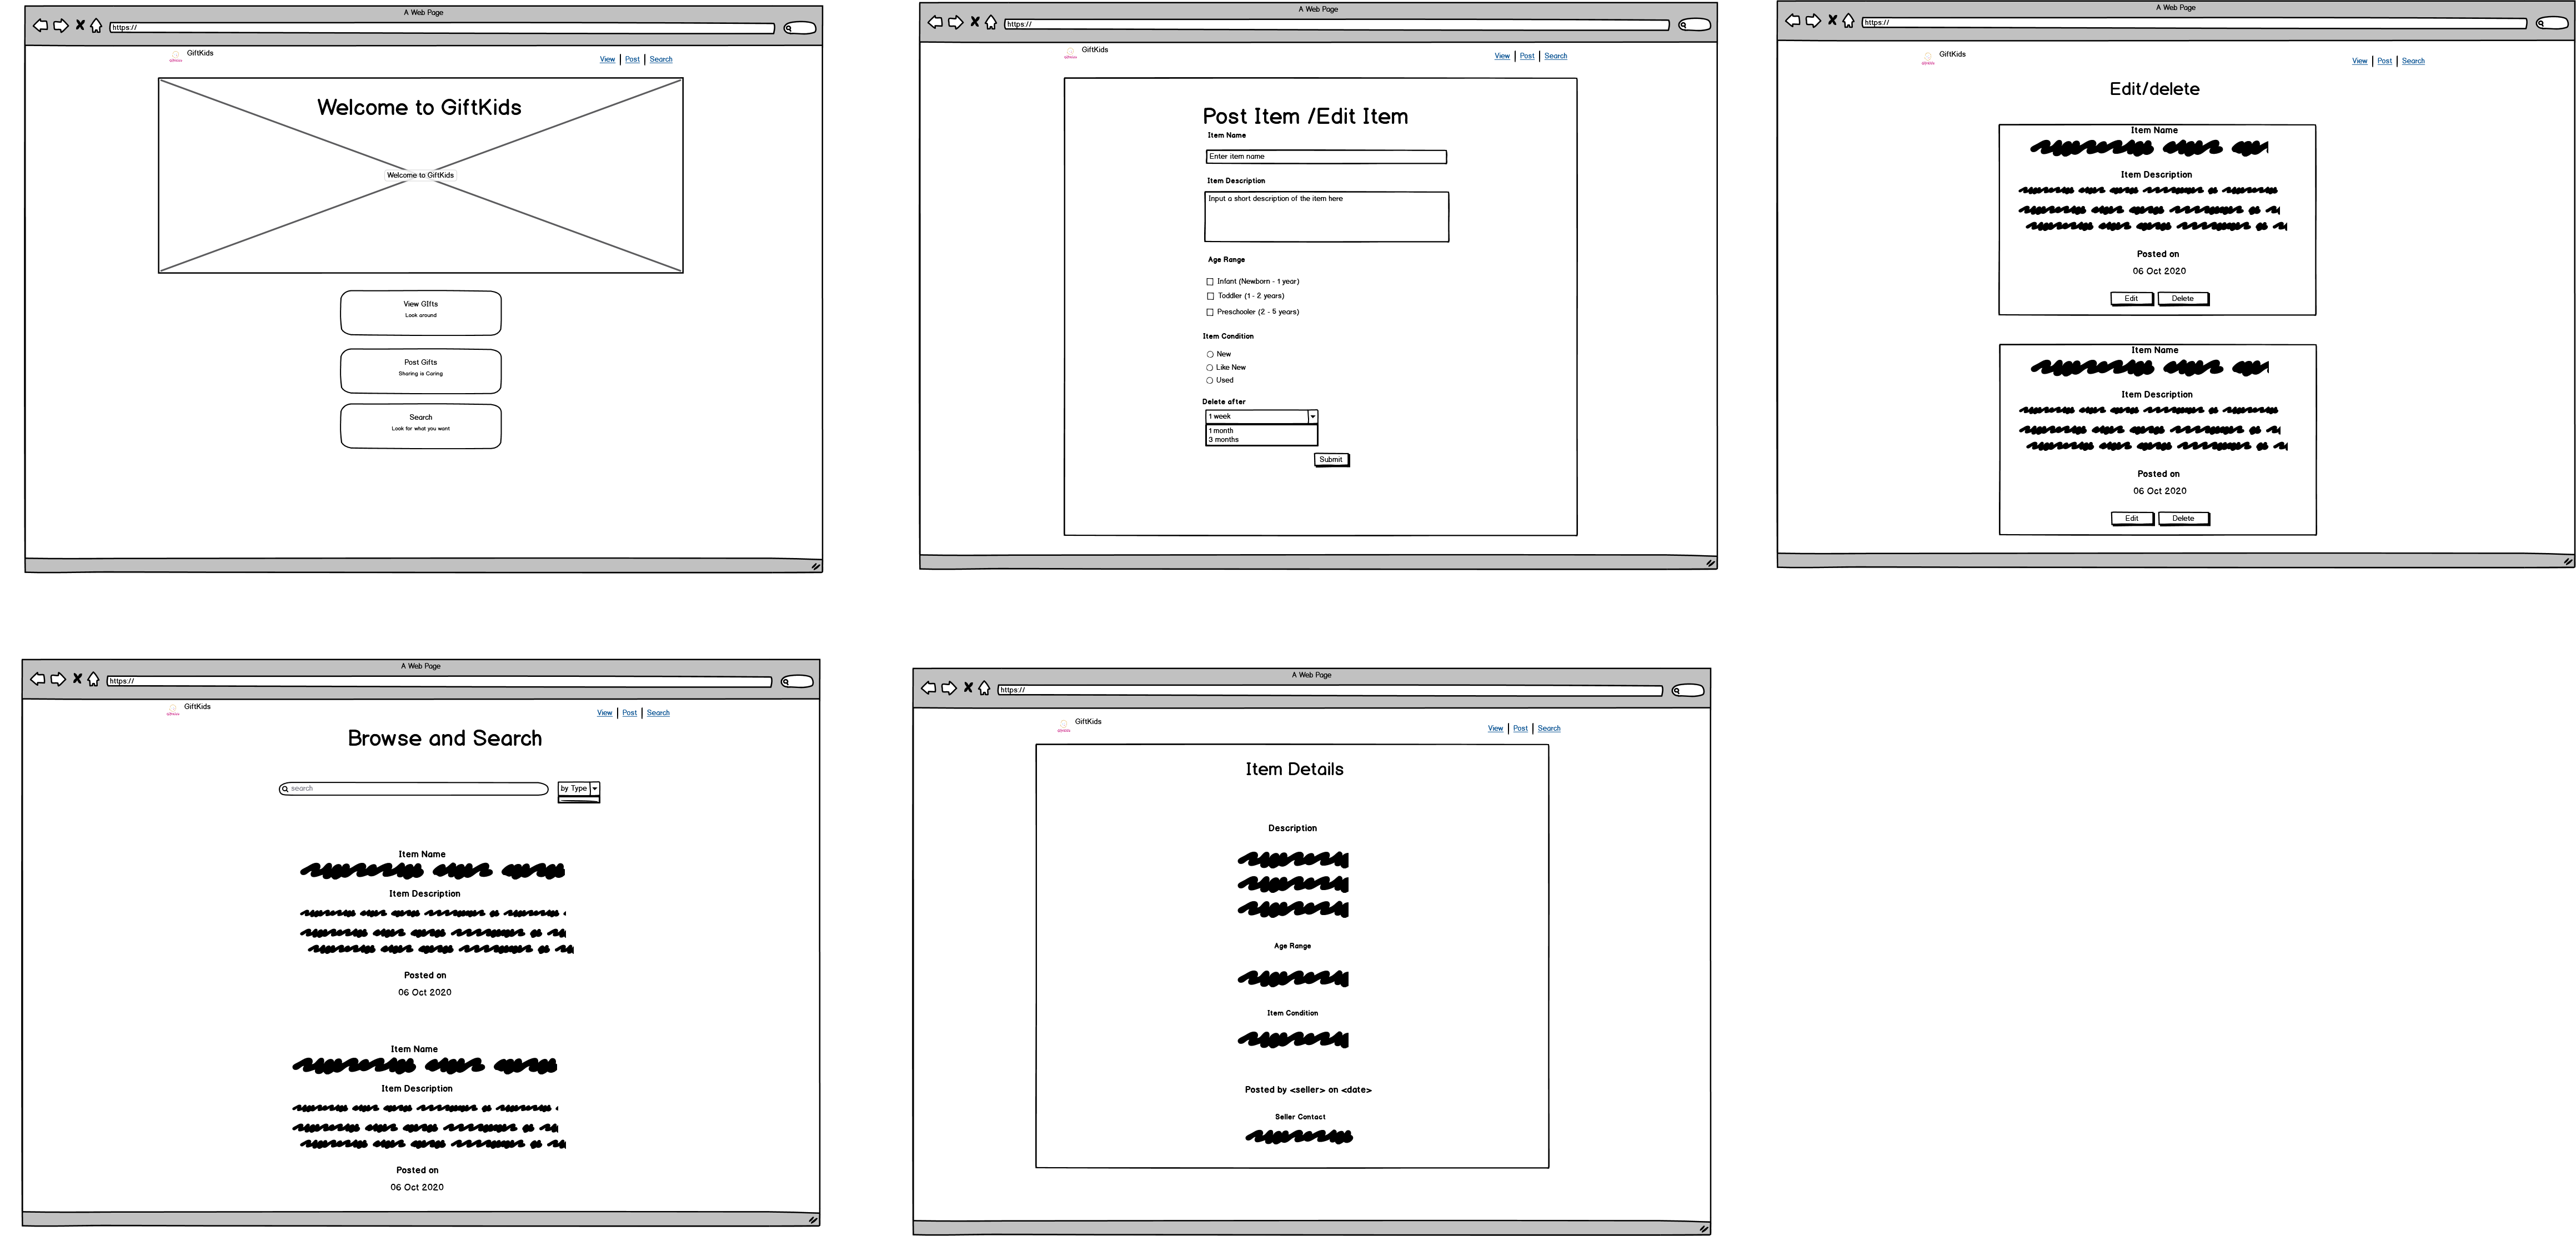 A Web Page
https://
GiftKids
View | Post | Search
Welcome to GiftKids
Welcome to GiftKids
View GIfts
Look around
Post Gifts
Sharing is Caring
Search
Look for what you want
A Web Page
https://
GiftKids
View | Post | Search
Post Item /Edit Item
Item Name
Enter item name
Item Description
Input a short description of the item here
Age Range
Infant (Newborn - 1 year)
Toddler (1 - 2 years)
Preschooler (2 - 5 years)
Item Condition
New
Like New
Used
Delete after
1 week
1 month
3 months
Submit
A Web Page
https://
GiftKids
View | Post | Search
Edit/delete
Item Name
Item Description
Posted on
06 Oct 2020
Edit Delete
Item Name
Item Description
Posted on
06 Oct 2020
Edit Delete
A Web Page
https://
GiftKids
View | Post | Search
Browse and Search
search by Type
Item Name
Item Description
Posted on
06 Oct 2020
Item Name
Item Description
Posted on
06 Oct 2020
A Web Page
https://
GiftKids
View | Post | Search
Item Details
Description
Age Range
Item Condition
Posted by <seller> on <date>
Seller Contact